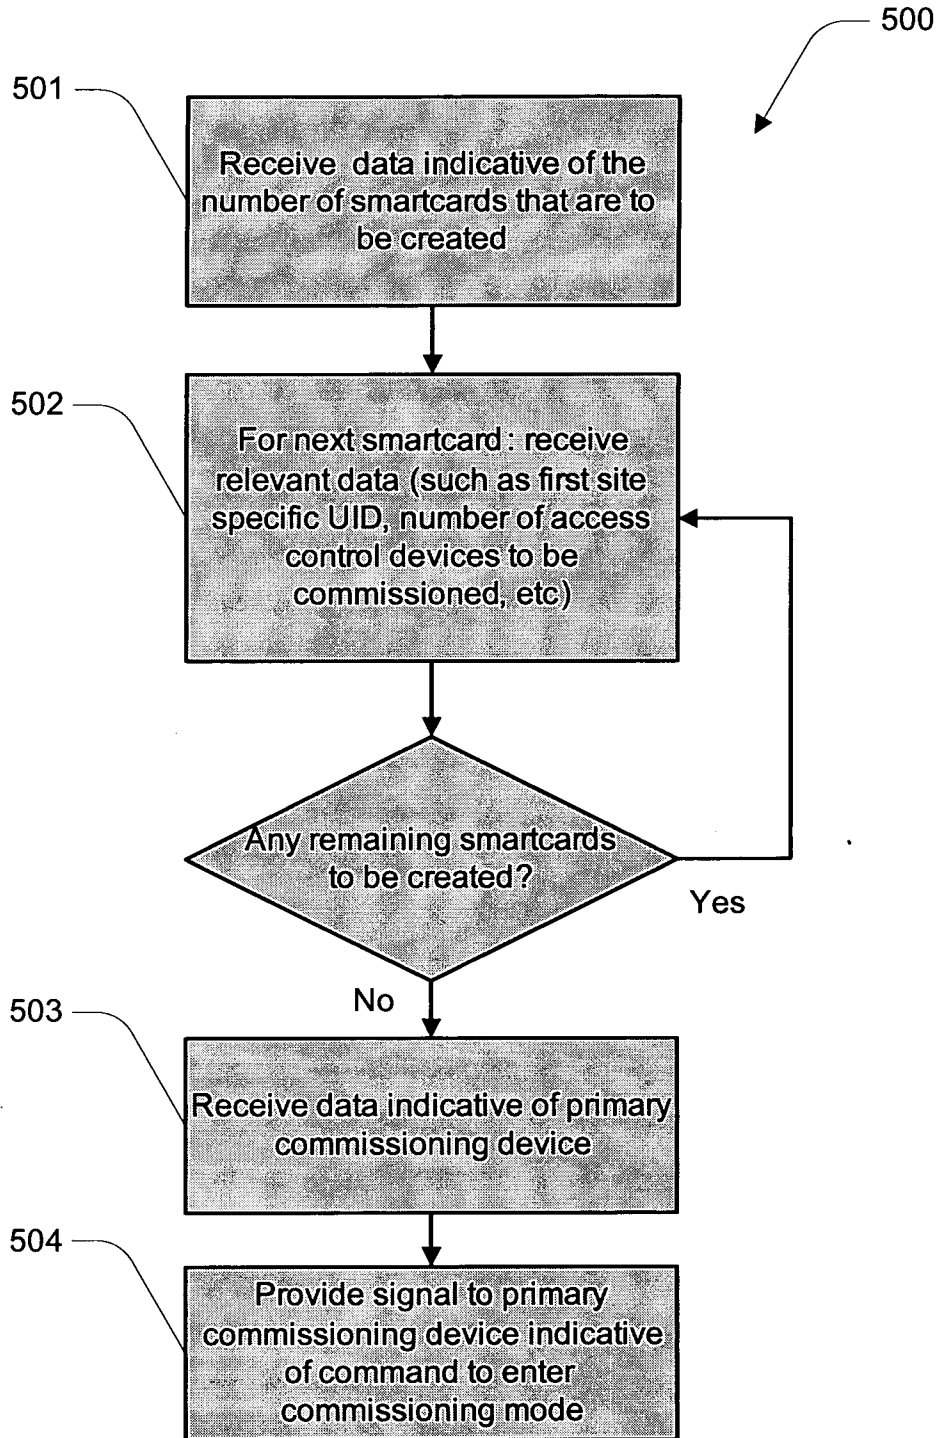 500
501
Receive data indicative of the
number of smartcards that are to
be created
502
For next smartcard : receive
relevant data (such as first site
specific UID, number of access
control devices to be
commissioned, etc)
Any remaining smartcards
to be created?
Yes
No
503
Receive data indicative of primary
commissioning device
504
Provide signal to primary
commissioning device indicative
of command to enter
commissioning mode